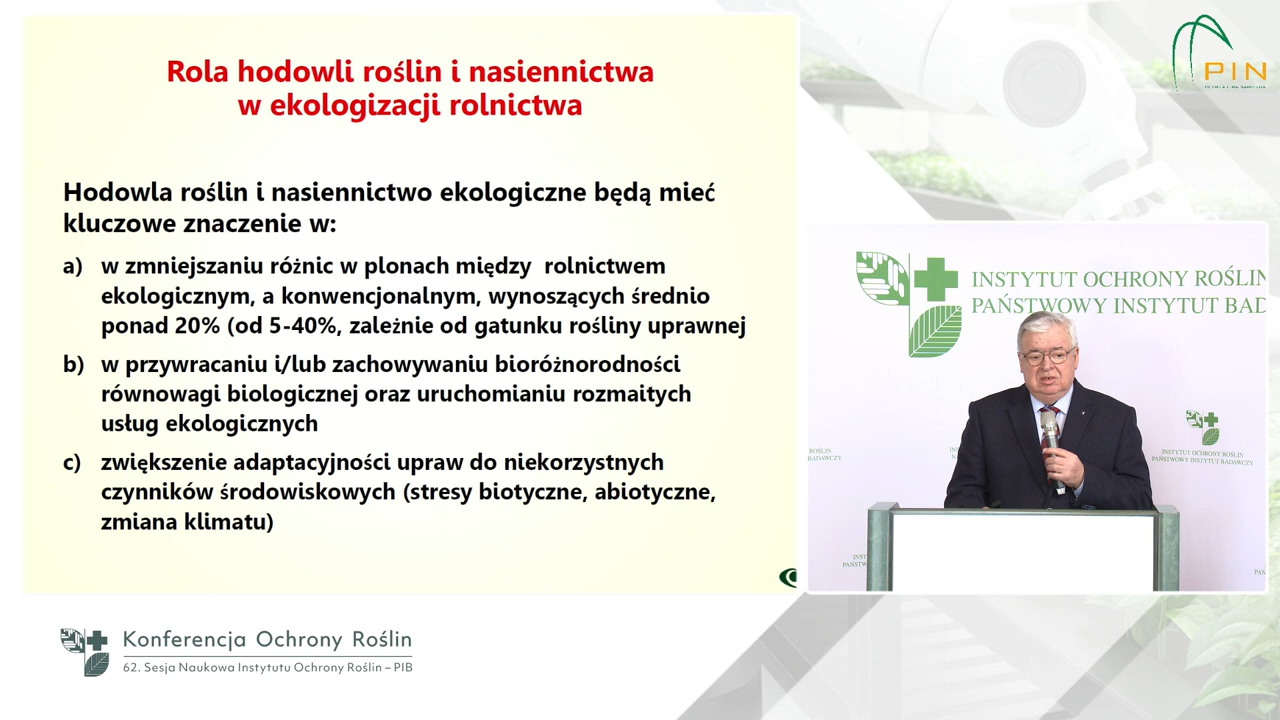 Rola hodowli roślin i nasiennictwa
w ekologizacji rolnictwa
Hodowla roślin i nasiennictwo ekologiczne będą mieć
kluczowe znaczenie w:
a) w zmniejszaniu różnic w plonach między rolnictwem
ekologicznym, a konwencjonalnym, wynoszących średnio
ponad 20% (od 5-40%, zależnie od gatunku rośliny uprawnej
b) w przywracaniu i/lub zachowywaniu bioróżnorodności
równowagi biologicznej oraz uruchomianiu rozmaitych
usług ekologicznych
c) zwiększenie adaptacyjności upraw do niekorzystnych
czynników środowiskowych (stresy biotyczne, abiotyczne,
zmiana klimatu)
PIN
INSTYTUT OCHRONY ROŚLIN
PAŃSTWOWY INSTYTUT BAD
ROŚLIN
BADAWCZY
INSTYTUT OCHRONY ROŚLIN
PAŃSTWOWY INSTYTUT BADAWCZY
INST
PAŃSTW
Konferencja Ochrony Roślin
62. Sesja Naukowa Instytutu Ochrony Roślin – PIB